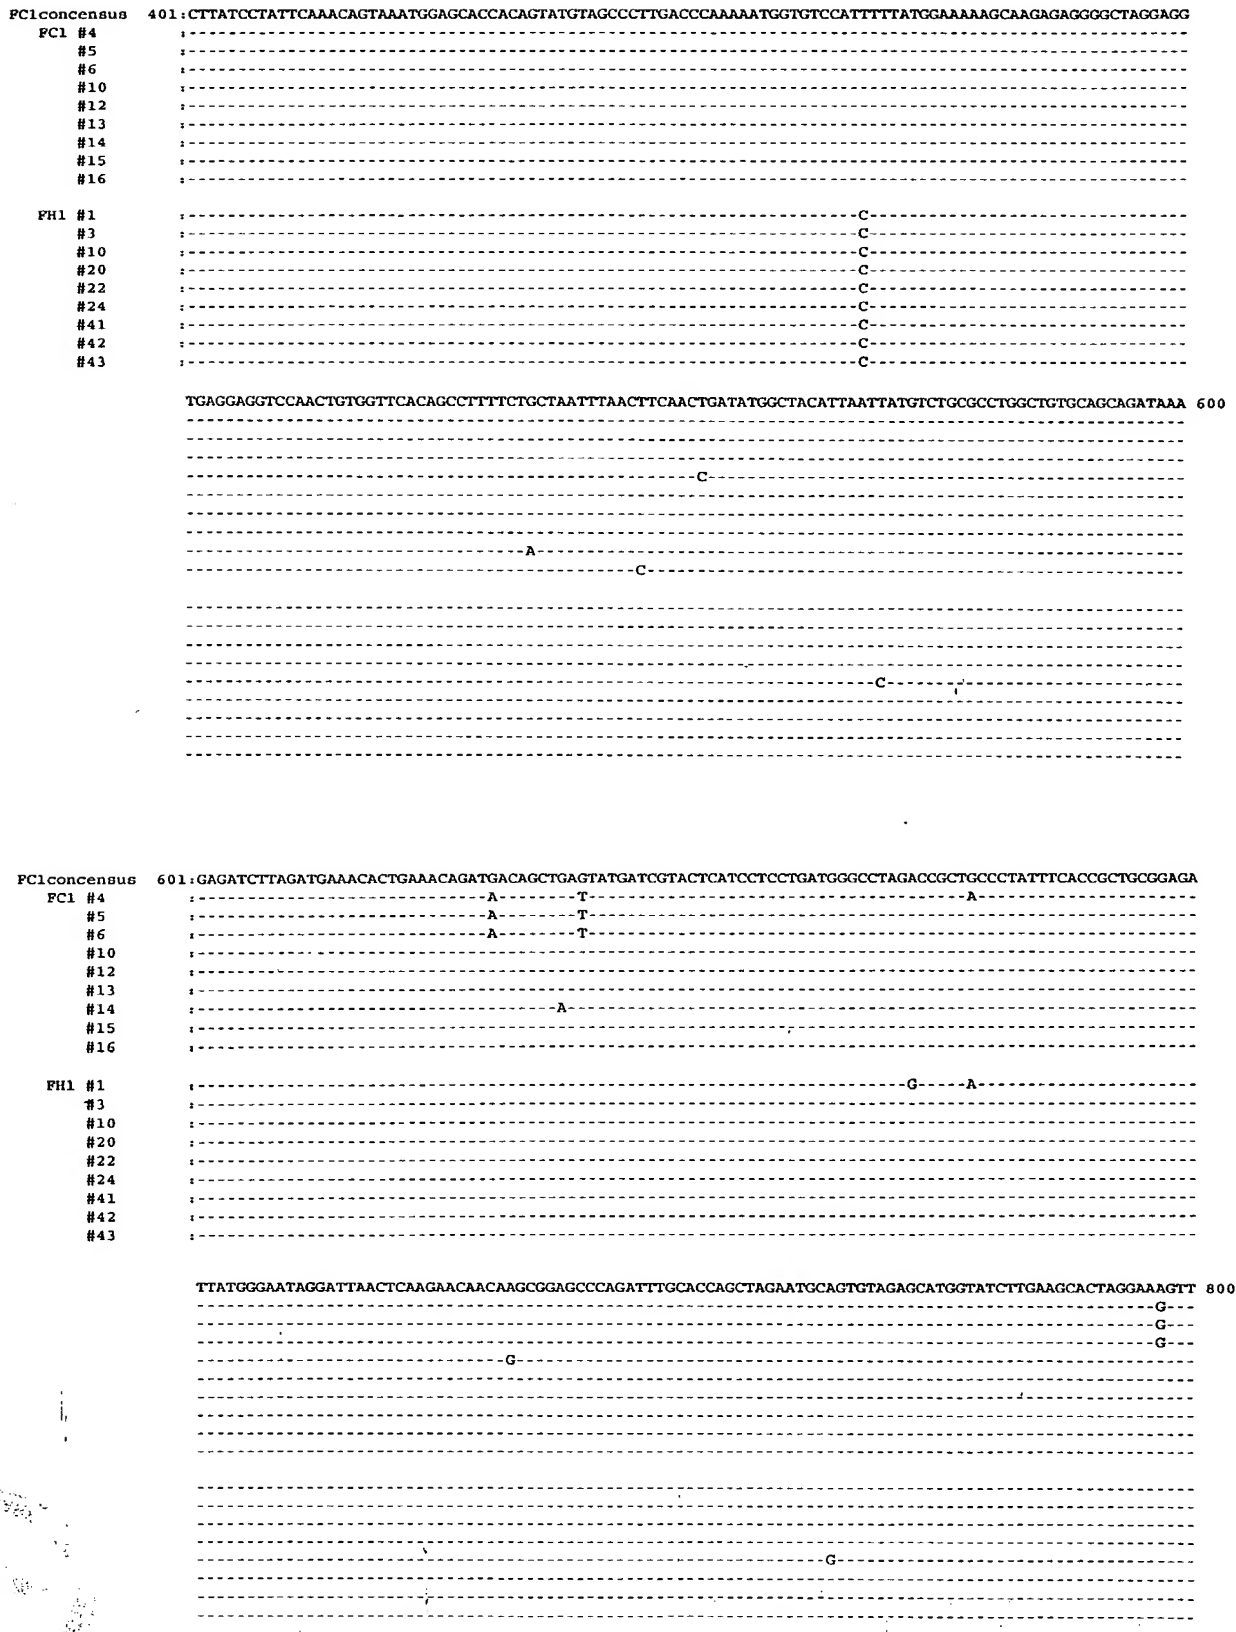 FC1concensus 401:CTTATCCTATTCAAACAGTAAATGGAGCACCACAGTATGTAGCCCTTGACCCAAAAATGGTGTCCATTTTTATGGAAAAAGCAAGAGAGGGGCTAGGAGG
FC1 #4 :
#5 :
#6 :
#10 :
#12 :
#13 :
#14 :
#15 :
#16 :
FH1 #1 : -C-
#3 : -C-
#10 : -C-
#20 : -C-
#22 : -C-
#24 : -C-
#41 : -C-
#42 : -C-
#43 : -C-
TGAGGAGGTCCAACTGTGGTTCACAGCCTTTTCTGCTAATTTAACTTCAACTGATATGGCTACATTAATTATGTCTGCGCCTGGCTGTGCAGCAGATAAA 600
-C-
-A-
-C-
-C-
FC1concensus 601:GAGATCTTAGATGAAACACTGAAACAGATGACAGCTGAGTATGATCGTACTCATCCTCCTGATGGGCCTAGACCGCTGCCCTATTTCACCGCTGCGGAGA
FC1 #4 : -A--------T- -A-
#5 : -A--------T-
#6 : -A--------T-
#10 :
#12 :
#13 :
#14 : -A-
#15 :
#16 :
FH1 #1 : -G-----A-
#3 :
#10 :
#20 :
#22 :
#24 :
#41 :
#42 :
#43 :
TTATGGGAATAGGATTAACTCAAGAACAACAAGCGGAGCCCAGATTTGCACCAGCTAGAATGCAGTGTAGAGCATGGTATCTTGAAGCACTAGGAAAGTT 800
-G---
-G---
-G---
-G-
-G-